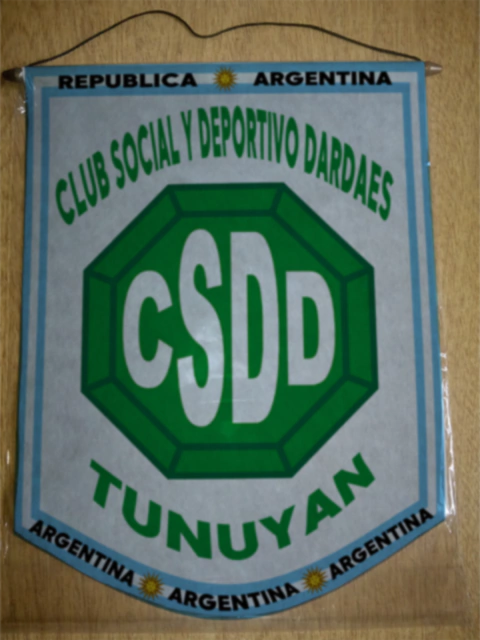 REPUBLICA ARGENTINA
CLUB SOCIAL Y DEPORTIVO DARDAES
CSDD
TUNUYAN
ARGENTINA ARGENTINA ARGENTINA